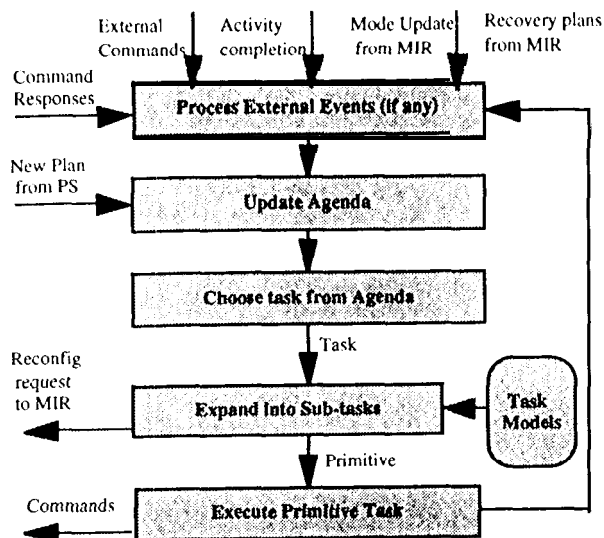 External
Commands
Activity
completion
Mode Update
from MIR
Recovery plans
from MIR
Command
Responses
Process External Events (if any)
New Plan
from PS
Update Agenda
Choose task from Agenda
Task
Reconfig
request
to MIR
Expand Into Sub-tasks
Task
Models
Primitive
Commands
Execute Primitive Task